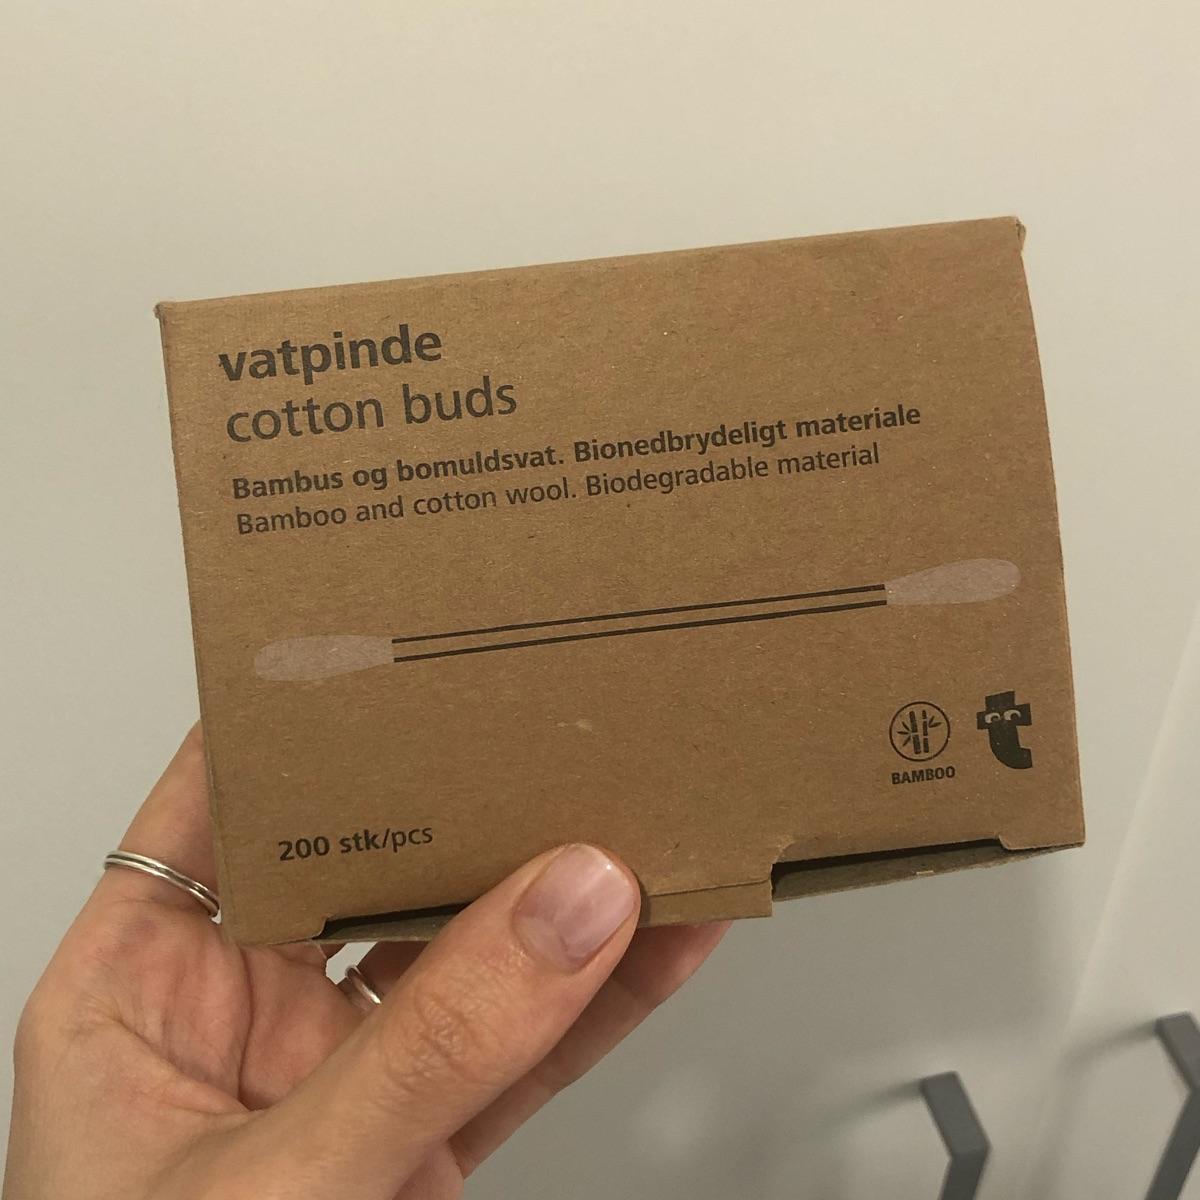 vatpinde
cotton buds
Bambus og bomuldsvat. Bionedbrydeligt materiale
Bamboo and cotton wool. Biodegradable material
BAMBOO
t
200 stk/pcs